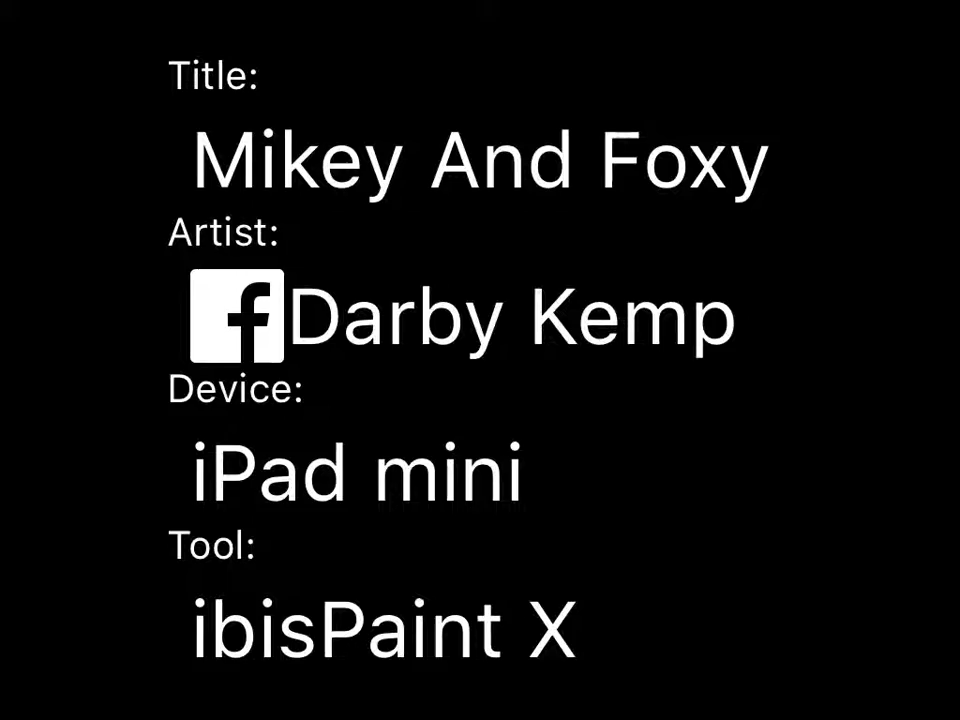 Title:
Mikey And Foxy
Artist:
Darby Kemp
Device:
iPad mini
Tool:
ibisPaint X